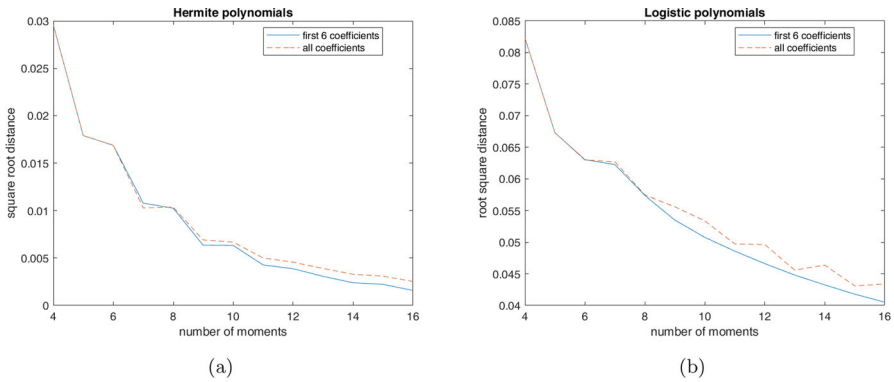 Hermite polynomials
first 6 coefficients
all coefficients
0.03
0.025
0.02
0.015
0.01
0.005
0
square root distance
4 6 8 10 12 14 16
number of moments
(a)
Logistic polynomials
first 6 coefficients
all coefficients
0.085
0.08
0.075
0.07
0.065
0.06
0.055
0.05
0.045
0.04
root square distance
4 6 8 10 12 14 16
number of moments
(b)